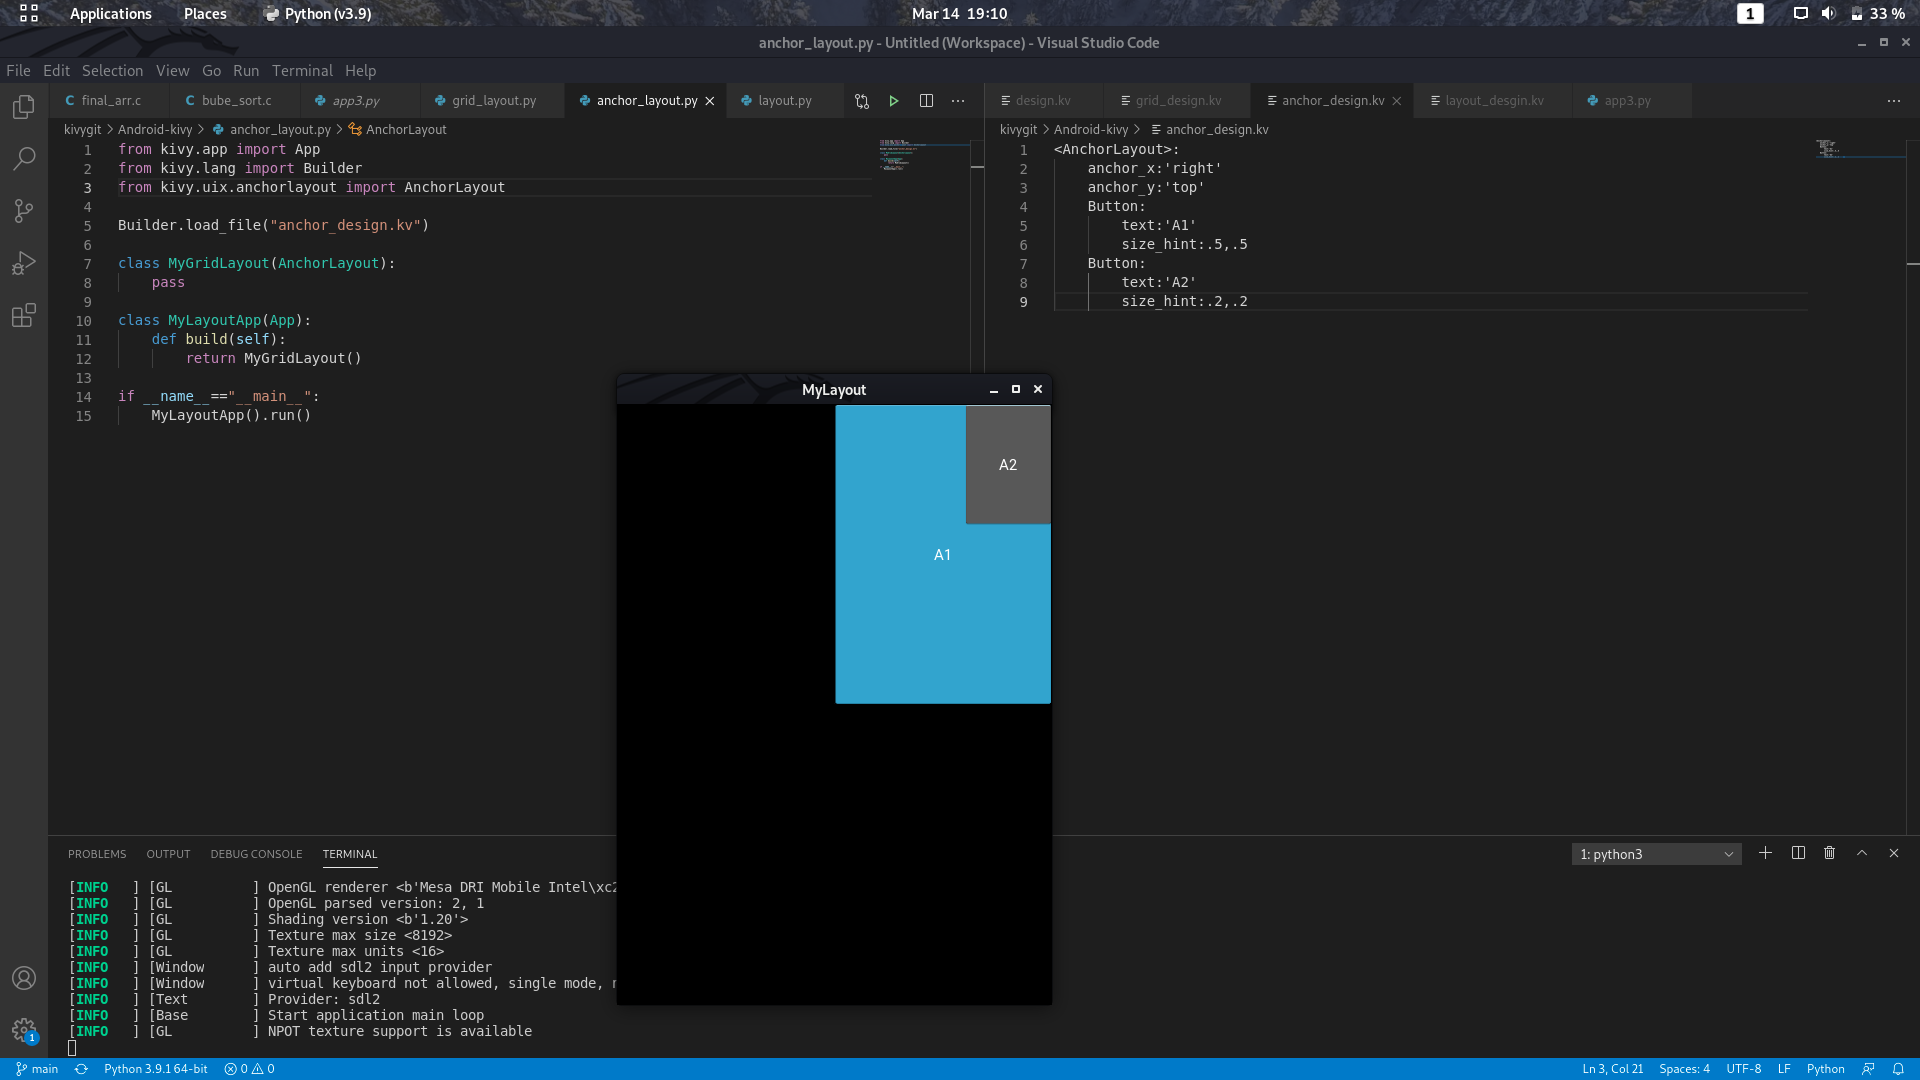 Applications Places Python (v3.9) Mar 14 19:10 1 33 %
anchor_layout.py - Untitled (Workspace) - Visual Studio Code
File Edit Selection View Go Run Terminal Help
final_arr.c bube_sort.c app3.py grid_layout.py anchor_layout.py layout.py
kivygit > Android-kivy > anchor_layout.py > AnchorLayout
1 from kivy.app import App
2 from kivy.lang import Builder
3 from kivy.uix.anchorlayout import AnchorLayout
4
5 Builder.load_file("anchor_design.kv")
6
7 class MyGridLayout(AnchorLayout):
8 pass
9
10 class MyLayoutApp(App):
11 def build(self):
12 return MyGridLayout()
13
14 if __name__=="__main__":
15 MyLayoutApp().run()
design.kv grid_design.kv anchor_design.kv layout_desgin.kv app3.py
kivygit > Android-kivy > anchor_design.kv
1 <AnchorLayout>:
2 anchor_x:'right'
3 anchor_y:'top'
4 Button:
5 text:'A1'
6 size_hint:.5,.5
7 Button:
8 text:'A2'
9 size_hint:.2,.2
MyLayout
A2
A1
PROBLEMS OUTPUT DEBUG CONSOLE TERMINAL 1: python3
[INFO ] [GL ] OpenGL renderer <b'Mesa DRI Mobile Intel\xc2
[INFO ] [GL ] OpenGL parsed version: 2, 1
[INFO ] [GL ] Shading version <b'1.20'>
[INFO ] [GL ] Texture max size <8192>
[INFO ] [GL ] Texture max units <16>
[INFO ] [Window ] auto add sdl2 input provider
[INFO ] [Window ] virtual keyboard not allowed, single mode,
[INFO ] [Text ] Provider: sdl2
[INFO ] [Base ] Start application main loop
[INFO ] [GL ] NPOT texture support is available
1
main Python 3.9.1 64-bit 0 0 Ln 3, Col 21 Spaces: 4 UTF-8 LF Python